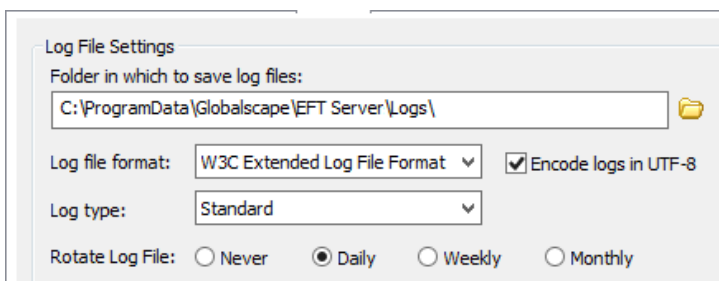 Log File Settings
Folder in which to save log files:
C:\ProgramData\Globalscape\EFT Server\Logs\
Log file format: W3C Extended Log File Format Encode logs in UTF-8
Log type: Standard
Rotate Log File: Never Daily Weekly Monthly